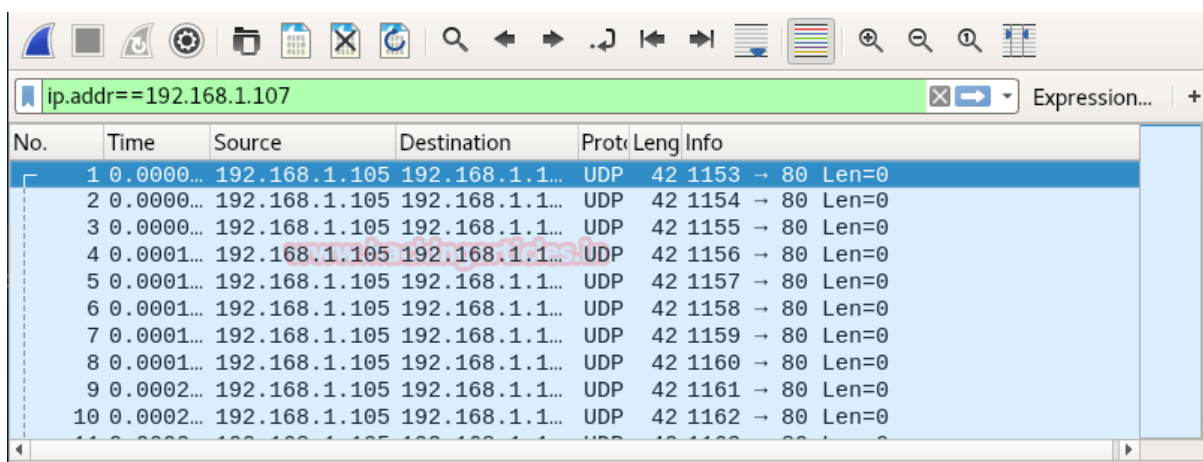 ip.addr==192.168.1.107 Expression... +
No. Time Source Destination Proto Leng Info
1 0.0000… 192.168.1.105 192.168.1.1… UDP 42 1153 → 80 Len=0
2 0.0000… 192.168.1.105 192.168.1.1… UDP 42 1154 → 80 Len=0
3 0.0000… 192.168.1.105 192.168.1.1… UDP 42 1155 → 80 Len=0
4 0.0001… 192.168.1.105 192.168.1.1… UDP 42 1156 → 80 Len=0
www.hackingarticles.in
5 0.0001… 192.168.1.105 192.168.1.1… UDP 42 1157 → 80 Len=0
6 0.0001… 192.168.1.105 192.168.1.1… UDP 42 1158 → 80 Len=0
7 0.0001… 192.168.1.105 192.168.1.1… UDP 42 1159 → 80 Len=0
8 0.0001… 192.168.1.105 192.168.1.1… UDP 42 1160 → 80 Len=0
9 0.0002… 192.168.1.105 192.168.1.1… UDP 42 1161 → 80 Len=0
10 0.0002… 192.168.1.105 192.168.1.1… UDP 42 1162 → 80 Len=0